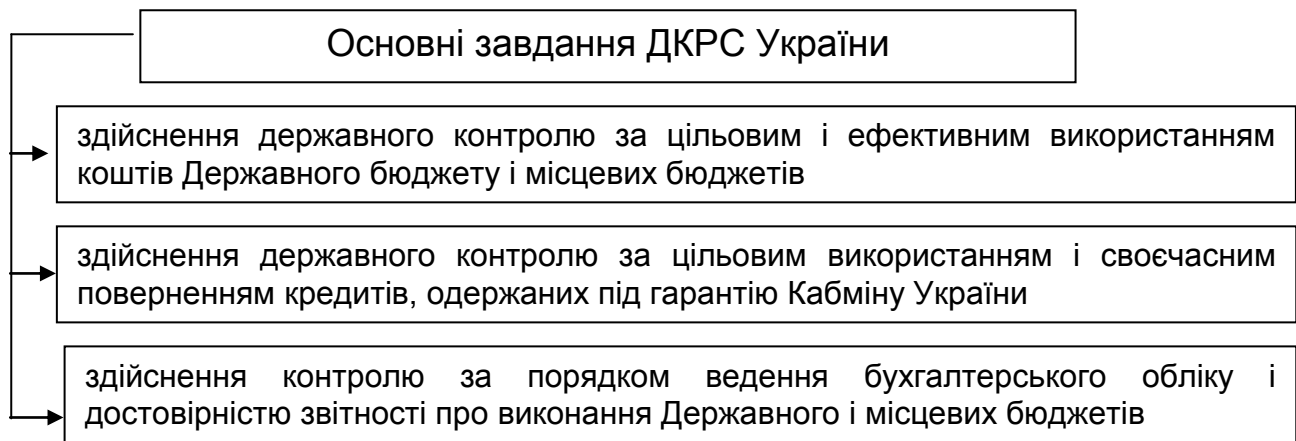 Основні завдання ДКРС України
здійснення державного контролю за цільовим і ефективним використанням
коштів Державного бюджету і місцевих бюджетів
здійснення державного контролю за цільовим використанням і своєчасним
поверненням кредитів, одержаних під гарантію Кабміну України
здійснення контролю за порядком ведення бухгалтерського обліку і
достовірністю звітності про виконання Державного і місцевих бюджетів